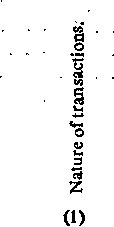 (1) Nature of transactions.